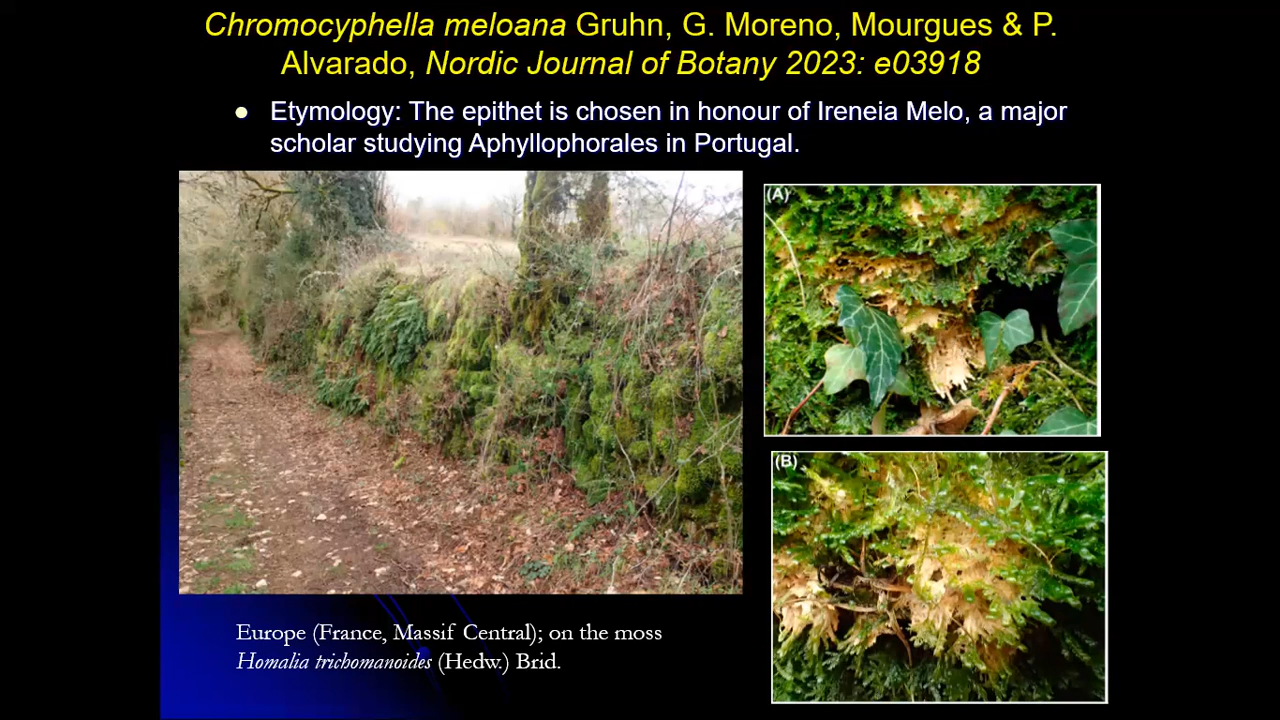 Chromocyphella meloana Gruhn, G. Moreno, Mourgues & P.
Alvarado, Nordic Journal of Botany 2023: e03918
● Etymology: The epithet is chosen in honour of Ireneia Melo, a major
scholar studying Aphyllophorales in Portugal.
(A)
(B)
Europe (France, Massif Central); on the moss
Homalia trichomanoides (Hedw.) Brid.